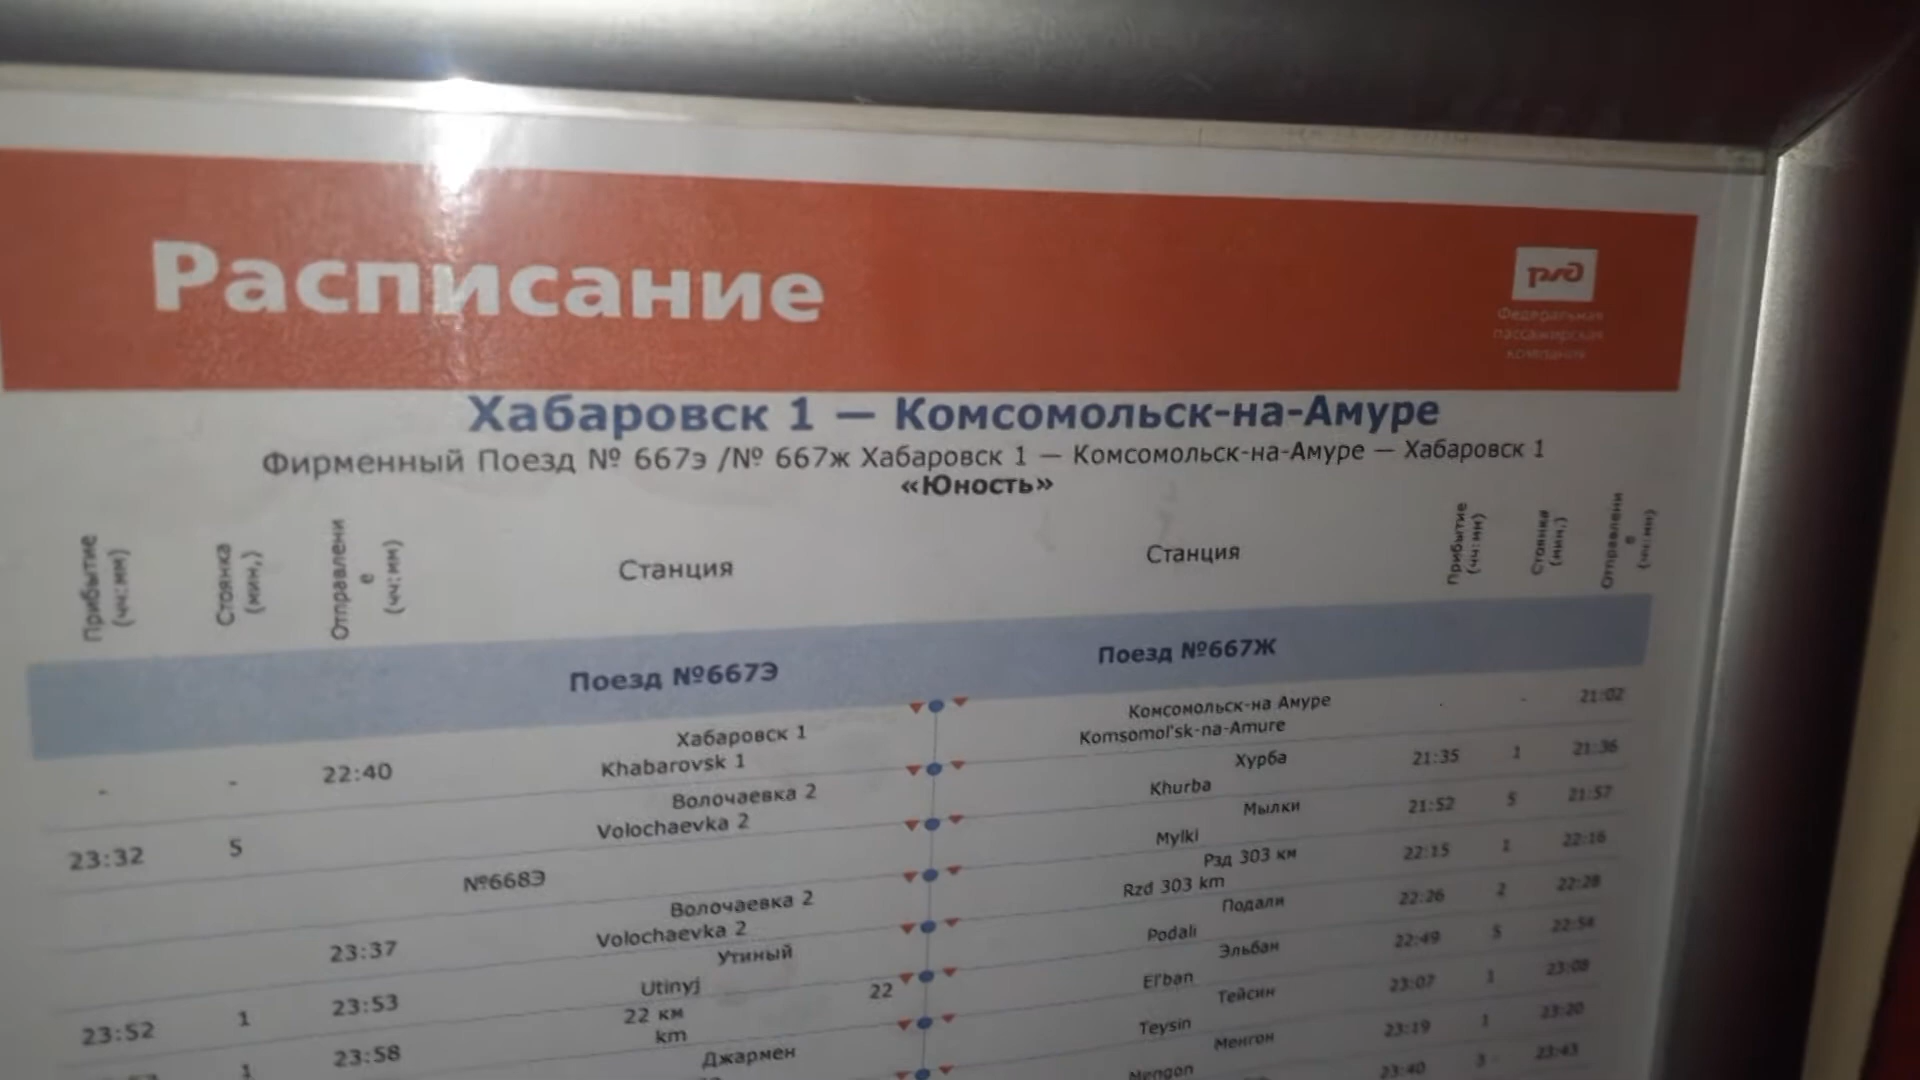 Расписание
РЖД
Федеральная
пассажирская
компания
Хабаровск 1 — Комсомольск-на-Амуре
Фирменный Поезд № 667э /№ 667ж Хабаровск 1 — Комсомольск-на-Амуре — Хабаровск 1
«Юность»
Прибытие (чч:мм) Стоянка (мин,) Отправлени е (чч:мм) Станция Станция Прибытие (чч:мм) Стоянка (мин.) Отправлени е (чч:мм)
Поезд №667Э
- - 22:40 Хабаровск 1
Khabarovsk 1
23:32 5 Волочаевка 2
Volochaevka 2
№668Э
23:37 Волочаевка 2
Volochaevka 2
23:52 1 23:53 Утиный
Utinyj
1 23:58 22 км 22
km
Джармен
Поезд №667Ж
Комсомольск-на Амуре - 21:02
Komsomol'sk-na-Amure
Хурба 21:35 1 21:36
Khurba
Мылки 21:52 5 21:57
Mylki
Рзд 303 км 22:15 1 22:16
Rzd 303 km
Подали 22:26 2 22:28
Podali
Эльбан 22:49 5 22:54
El'ban
Тейсин 23:07 1 23:08
Teysin
Менгон 23:19 1 23:20
Mengon
23:40 3 23:43